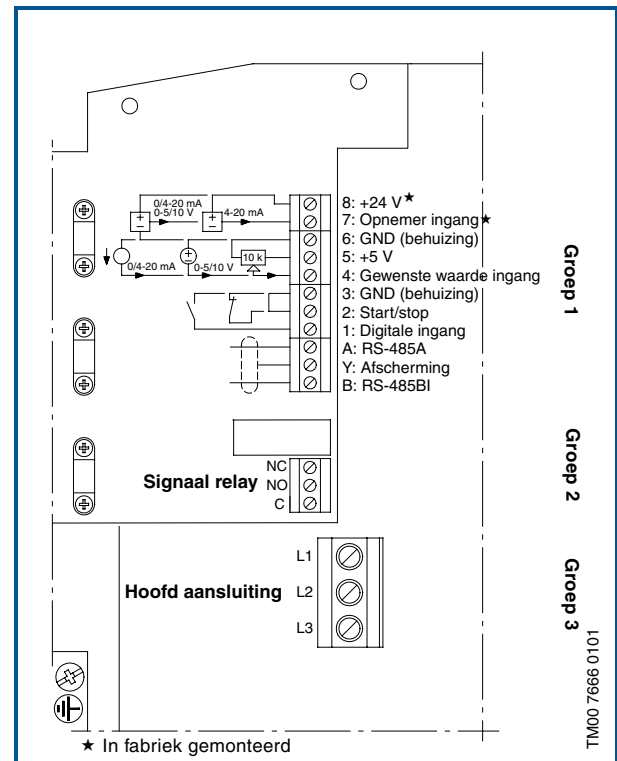 0/4-20 mA
0-5/10 V
4-20 mA
0/4-20 mA
0-5/10 V
10 k
8: +24 V★
7: Opnemer ingang★
6: GND (behuizing)
5: +5 V
4: Gewenste waarde ingang
3: GND (behuizing)
2: Start/stop
1: Digitale ingang
A: RS-485A
Y: Afscherming
B: RS-485BI
Groep 1
Signaal relay
NC
NO
C
Groep 2
Hoofd aansluiting
L1
L2
L3
Groep 3
TM00 7666 0101
★ In fabriek gemonteerd